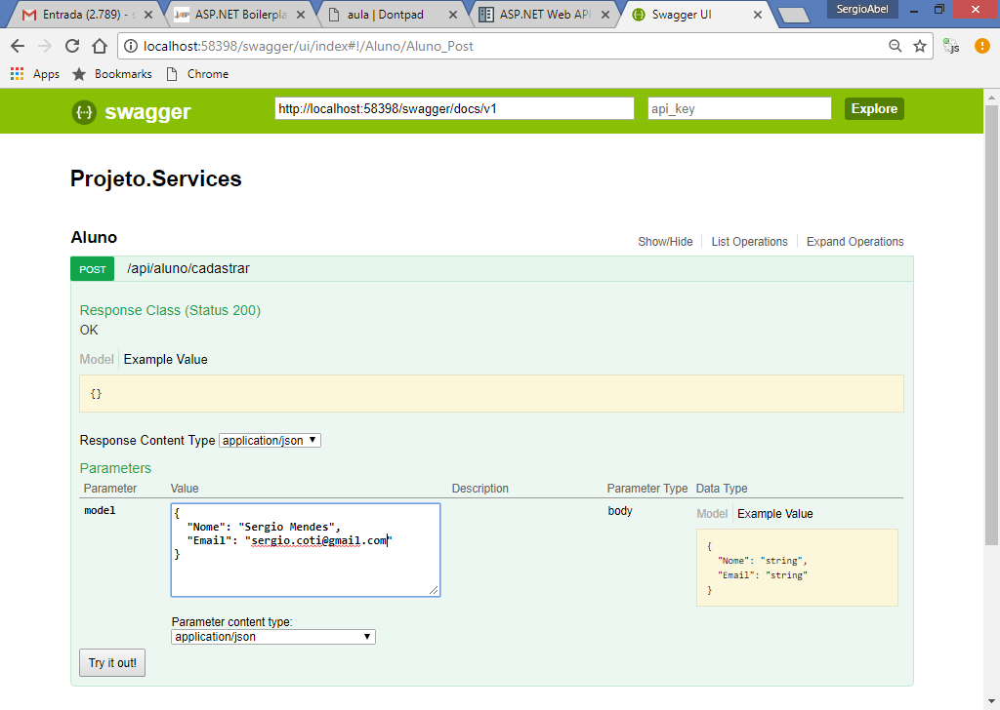 Entrada (2.789) -
ASP.NET Boilerpla
aula | Dontpad
ASP.NET Web API
Swagger UI
SergioAbel
localhost:58398/swagger/ui/index#!/Aluno/Aluno_Post
js
Apps
Bookmarks
Chrome
{··}
swagger
http://localhost:58398/swagger/docs/v1
api_key
Explore
Projeto.Services
Aluno
Show/Hide
List Operations
Expand Operations
POST
/api/aluno/cadastrar
Response Class (Status 200)
OK
Model
Example Value
{}
Response Content Type application/json
Parameters
Parameter
Value
Description
Parameter Type
Data Type
model
{
"Nome": "Sergio Mendes",
"Email": "sergio.coti@gmail.com"
}
body
Model
Example Value
{
"Nome": "string",
"Email": "string"
}
Parameter content type:
application/json
Try it out!